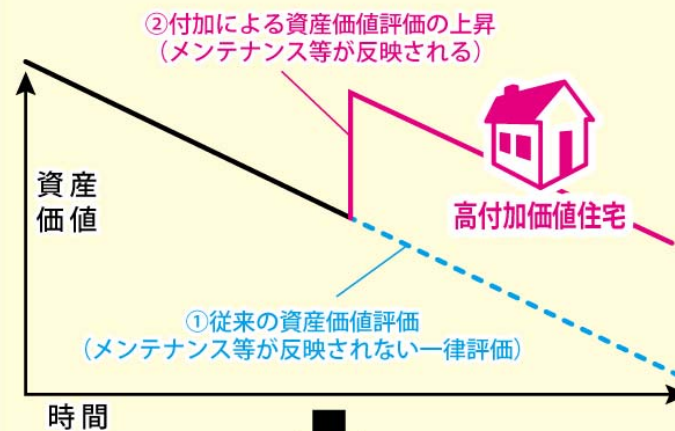 ②付加による資産価値評価の上昇
（メンテナンス等が反映される）
資産
価値
高付加価値住宅
①従来の資産価値評価
（メンテナンス等が反映されない一律評価）
時間